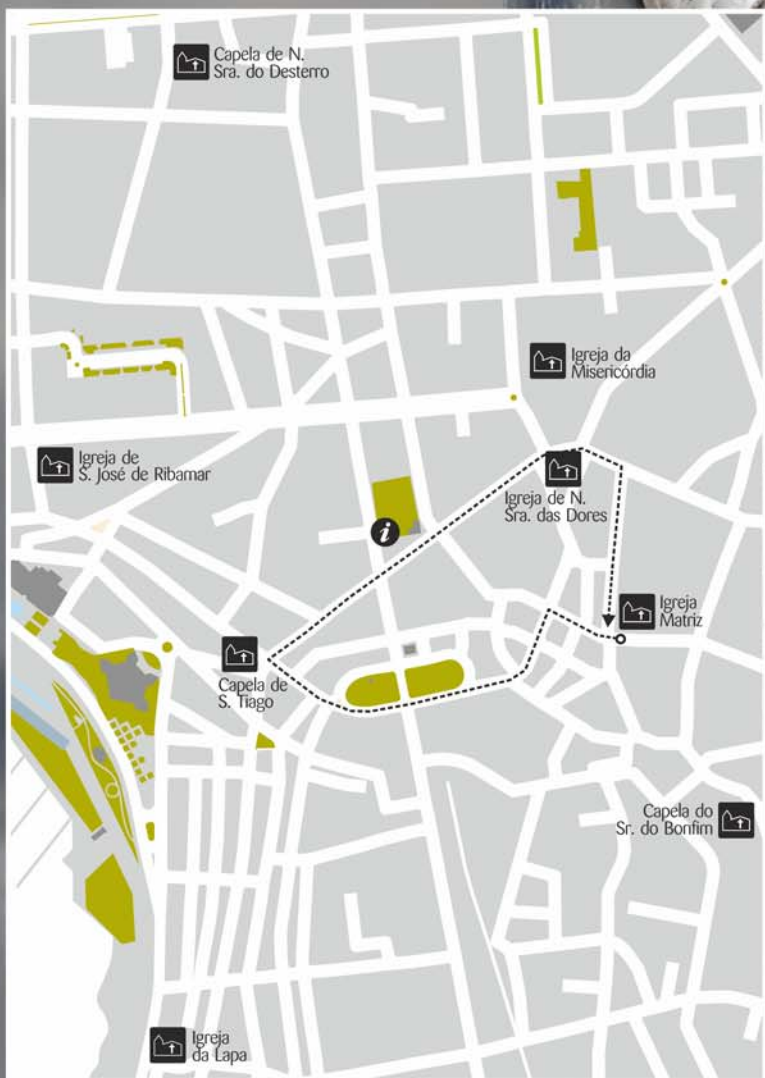 Capela de N.
Sra. do Desterro
Igreja da
Misericórdia
Igreja de
S. José de Ribamar
Igreja de N.
Sra. das Dores
i
Igreja
Matriz
Capela de
S. Tiago
Capela do
Sr. do Bonfim
Igreja
da Lapa